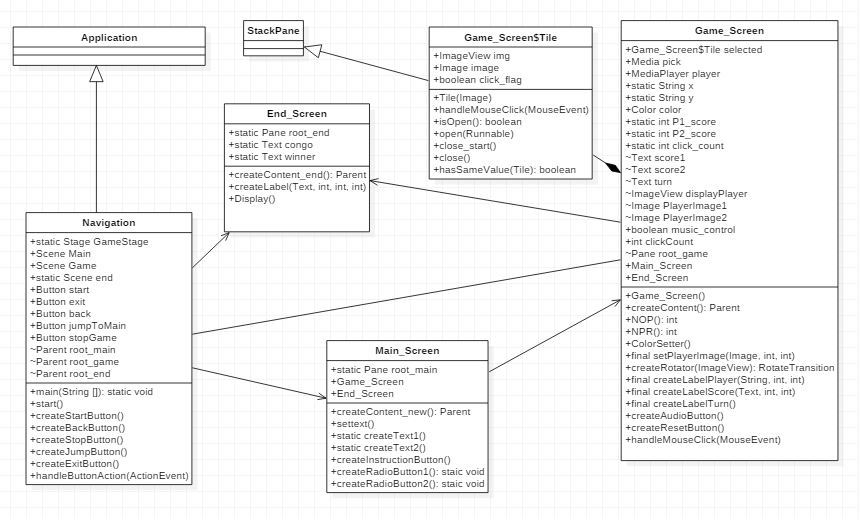 Application
StackPane
Game_Screen$Tile
+ImageView img
+Image image
+boolean click_flag
+Tile(Image)
+handleMouseClick(MouseEvent)
+isOpen(): boolean
+open(Runnable)
+close_start()
+close()
+hasSameValue(Tile): boolean
Game_Screen
+Game_Screen$Tile selected
+Media pick
+MediaPlayer player
+static String x
+static String y
+Color color
+static int P1_score
+static int P2_score
+static int click_count
~Text score1
~Text score2
~Text turn
~ImageView displayPlayer
~Image PlayerImage1
~Image PlayerImage2
+boolean music_control
+int clickCount
~Pane root_game
+Main_Screen
+End_Screen
+Game_Screen()
+createContent(): Parent
+NOP(): int
+NPR(): int
+ColorSetter()
+final setPlayerImage(Image, int, int)
+createRotator(ImageView): RotateTransition
+final createLabelPlayer(String, int, int)
+final createLabelScore(Text, int, int)
+final createLabelTurn()
+createAudioButton()
+createResetButton()
+handleMouseClick(MouseEvent)
End_Screen
+static Pane root_end
+static Text congo
+static Text winner
+createContent_end(): Parent
+createLabel(Text, int, int, int)
+Display()
Navigation
+static Stage GameStage
+Scene Main
+Scene Game
+static Scene end
+Button start
+Button exit
+Button back
+Button jumpToMain
+Button stopGame
~Parent root_main
~Parent root_game
~Parent root_end
+main(String []): static void
+start()
+createStartButton()
+createBackButton()
+createStopButton()
+createJumpButton()
+createExitButton()
+handleButtonAction(ActionEvent)
Main_Screen
+static Pane root_main
+Game_Screen
+End_Screen
+createContent_new(): Parent
+settext()
+static createText1()
+static createText2()
+createInstructionButton()
+createRadioButton1(): staic void
+createRadioButton2(): staic void